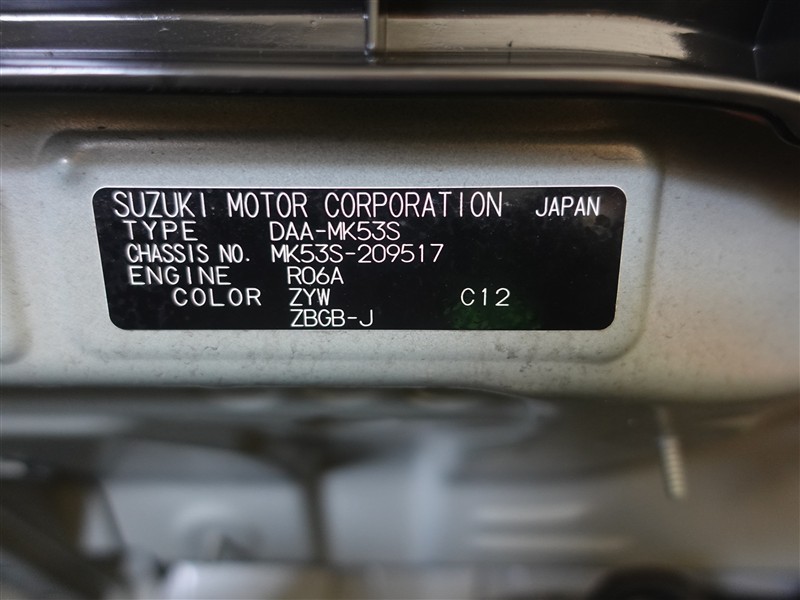 SUZUKI MOTOR CORPORATION JAPAN
TYPE DAA-MK53S
CHASSIS NO. MK53S-209517
ENGINE R06A
COLOR ZYW C12
ZBGB-J